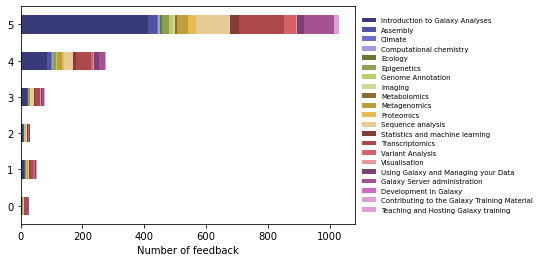 5
4
3
2
1
0
0
200
400
600
800
1000
Number of feedback
Introduction to Galaxy Analyses
Assembly
Climate
Computational chemistry
Ecology
Epigenetics
Genome Annotation
Imaging
Metabolomics
Metagenomics
Proteomics
Sequence analysis
Statistics and machine learning
Transcriptomics
Variant Analysis
Visualisation
Using Galaxy and Managing your Data
Galaxy Server administration
Development in Galaxy
Contributing to the Galaxy Training Material
Teaching and Hosting Galaxy training